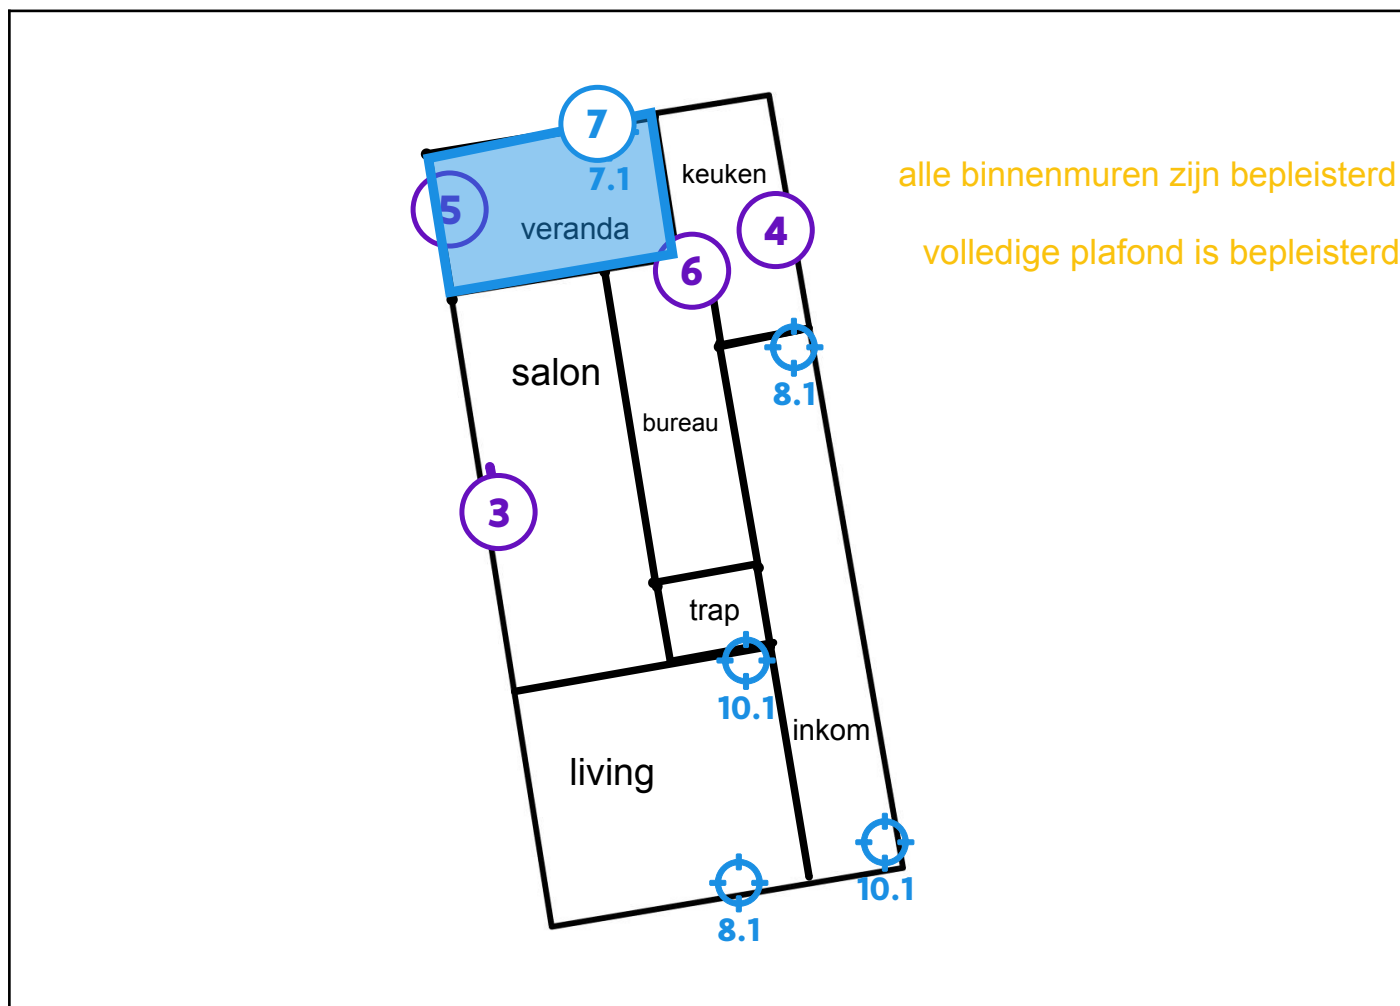 7
7.1
keuken
alle binnenmuren zijn bepleisterd
5
veranda
4
volledige plafond is bepleisterd
6
salon
8.1
bureau
3
trap
10.1
inkom
living
10.1
8.1